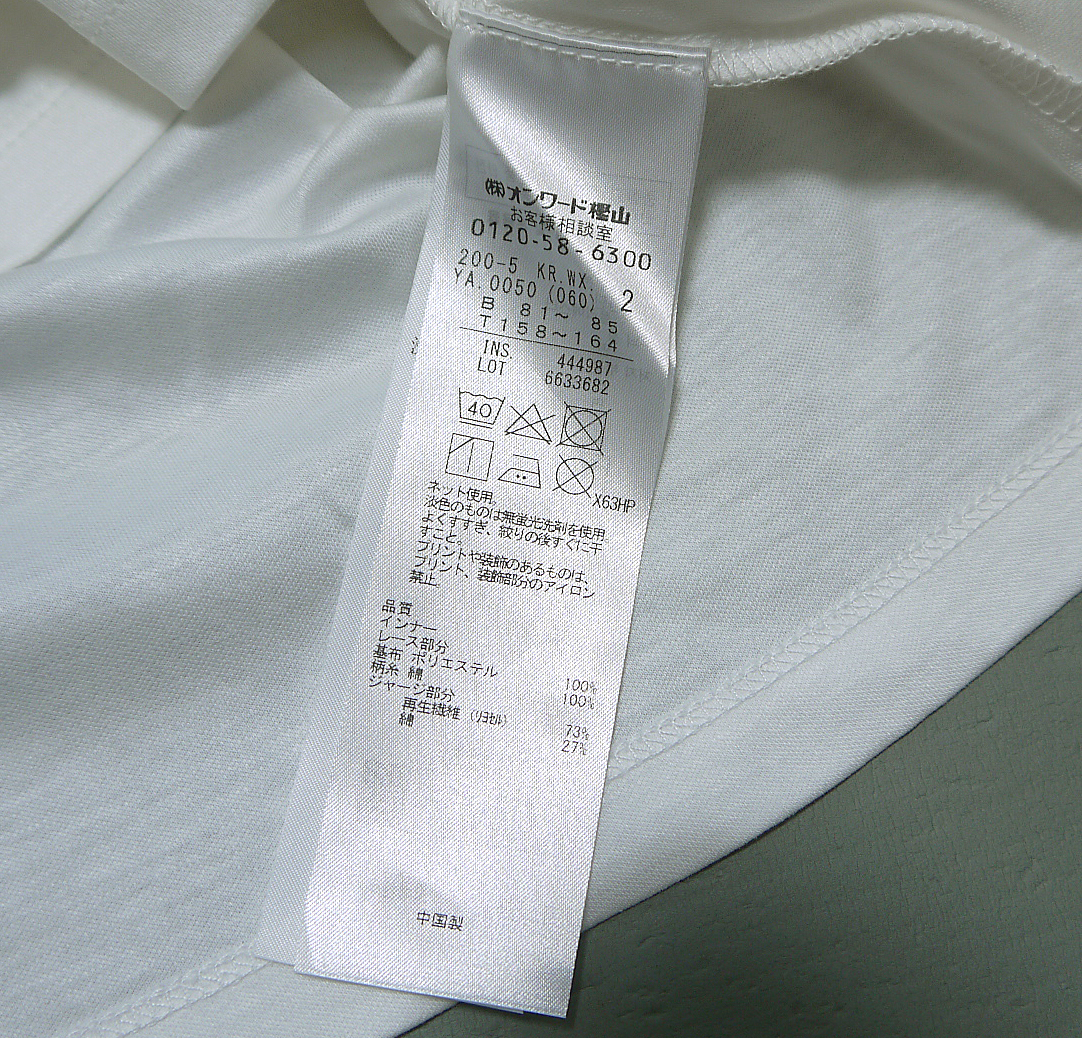 ㈱オンワード樫山
お客様相談室
0120-58-6300
200-5 KR.WX.
YA.0050 (060) 2
B 81～ 85
T158～164
INS. 444987
LOT 6633682
40
X63HP
ネット使用。
淡色のものは無蛍光洗剤を使用。
よくすすぎ、絞りの後すぐに干
すこと。
プリントや装飾のあるものは、
プリント、装飾部分のアイロン
禁止。
品質
インナー
レース部分
基布 ポリエステル 100%
柄糸 綿 100%
ジャージ部分
再生繊維 (リヨセル) 73%
綿 27%
中国製